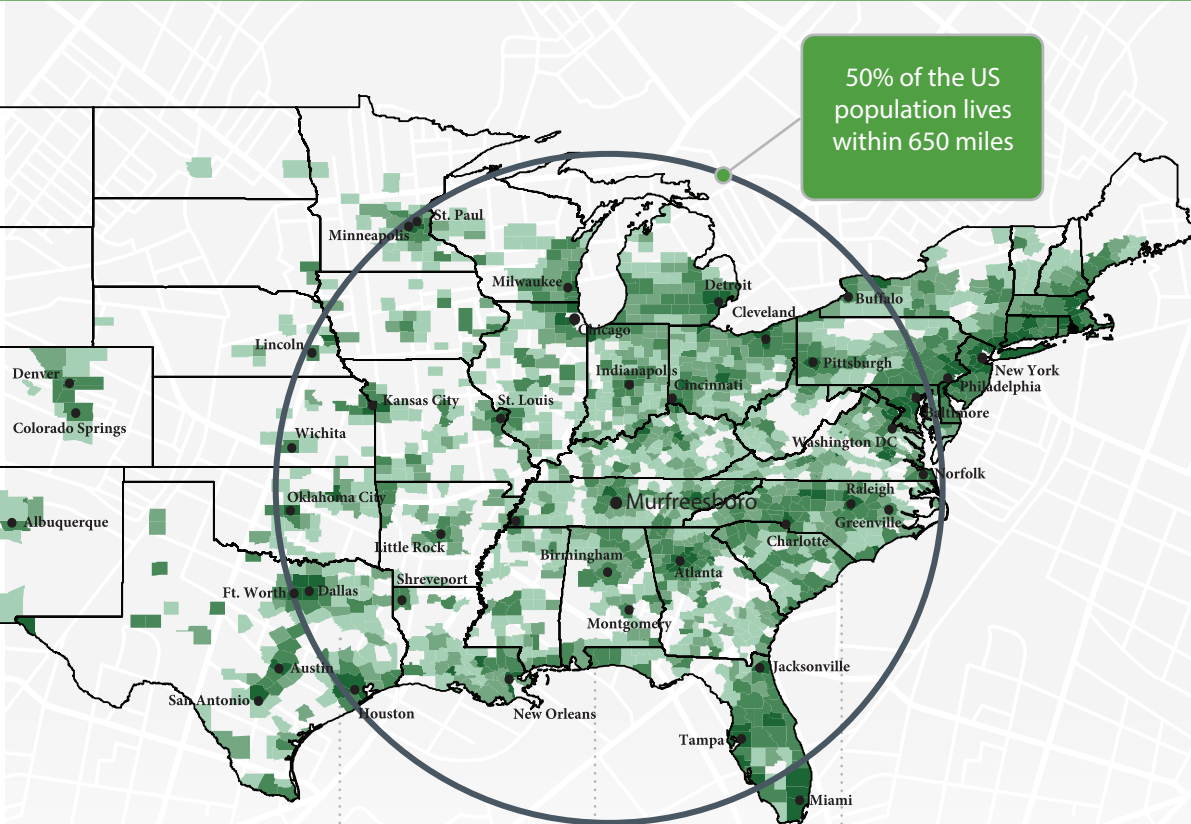 50% of the US
population lives
within 650 miles
St. Paul
Minneapolis
Milwaukee
Detroit
Buffalo
Cleveland
Chicago
Lincoln
Pittsburgh
New York
Indianapolis
Denver
Cincinnati
Philadelphia
Kansas City
St. Louis
Baltimore
Colorado Springs
Wichita
Washington DC
Norfolk
Oklahoma City
Raleigh
Murfreesboro
Albuquerque
Greenville
Charlotte
Little Rock
Birmingham
Atlanta
Shreveport
Ft. Worth
Dallas
Montgomery
Austin
Jacksonville
San Antonio
Houston
New Orleans
Tampa
Miami